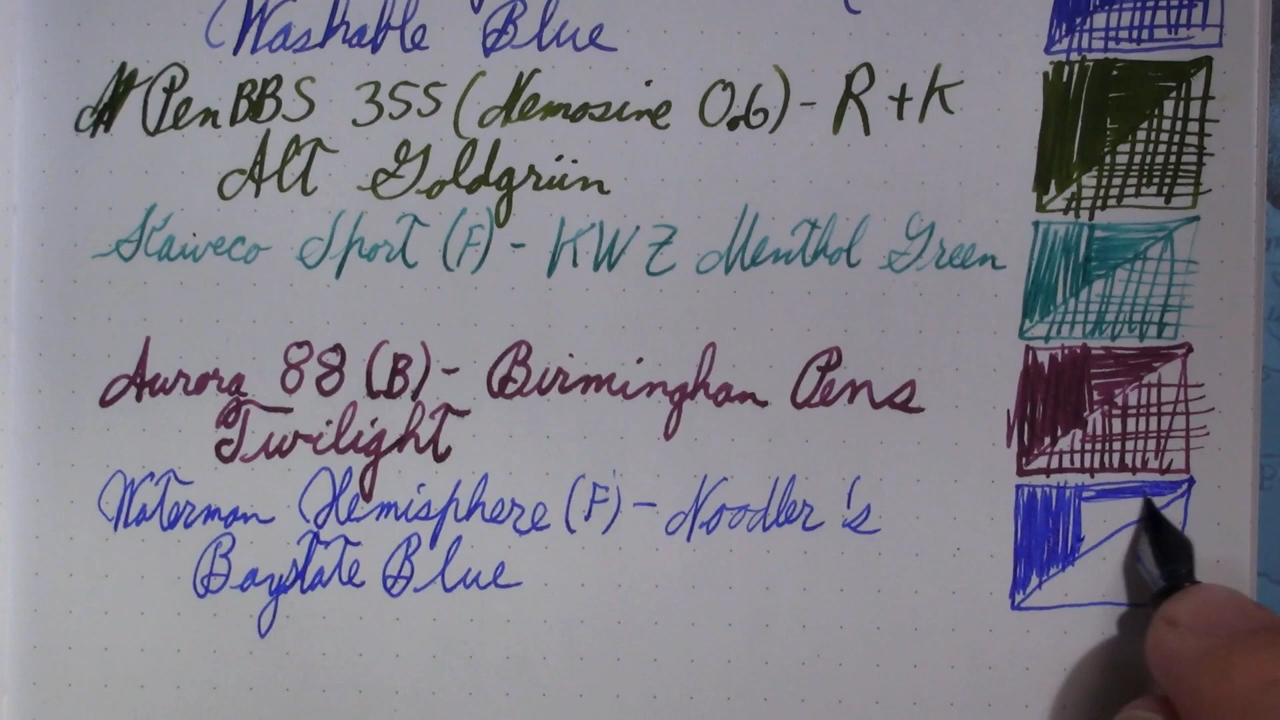 (Washable Blue
PenBBS 355 (Nemosine 0.6) - R+K
Alt Goldgrün
Kaweco Sport (F) - KWZ Menthol Green
Aurora 88 (B) - Birmingham Pens
Twilight
Waterman Hemisphere (F) - Noodler's
Baystate Blue